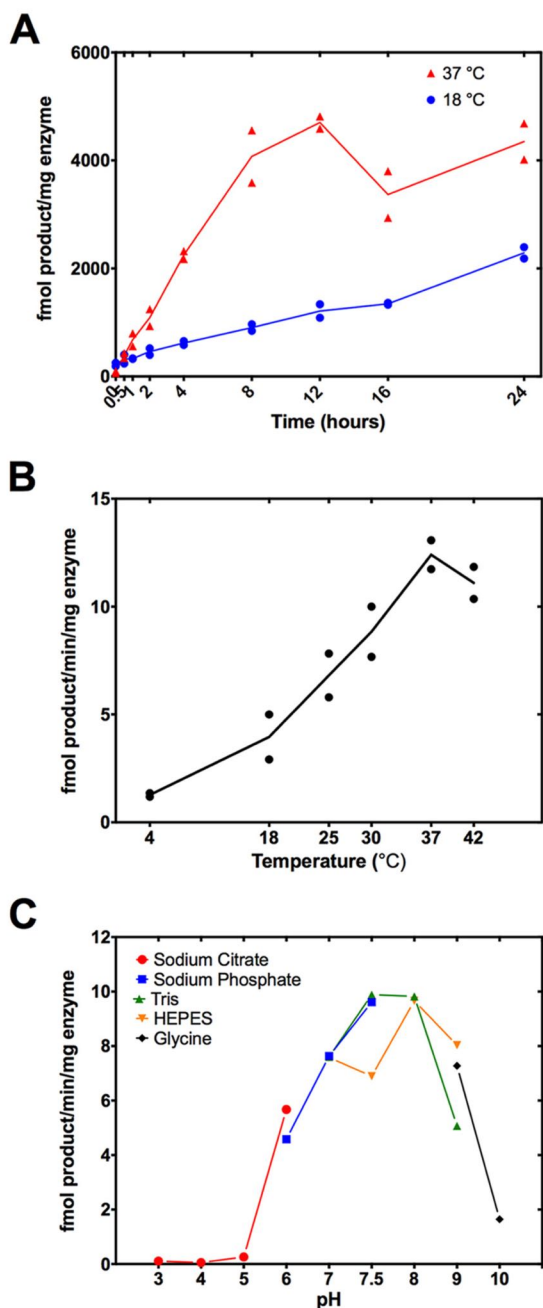 A
6000
4000
2000
0
fmol product/mg enzyme
37 °C
18 °C
0.0
0.5
1
2
4
8
12
16
24
Time (hours)
B
15
10
5
0
fmol product/min/mg enzyme
4
18
25
30
37
42
Temperature (°C)
C
12
10
8
6
4
2
0
fmol product/min/mg enzyme
Sodium Citrate
Sodium Phosphate
Tris
HEPES
Glycine
3
4
5
6
7
7.5
8
9
10
pH